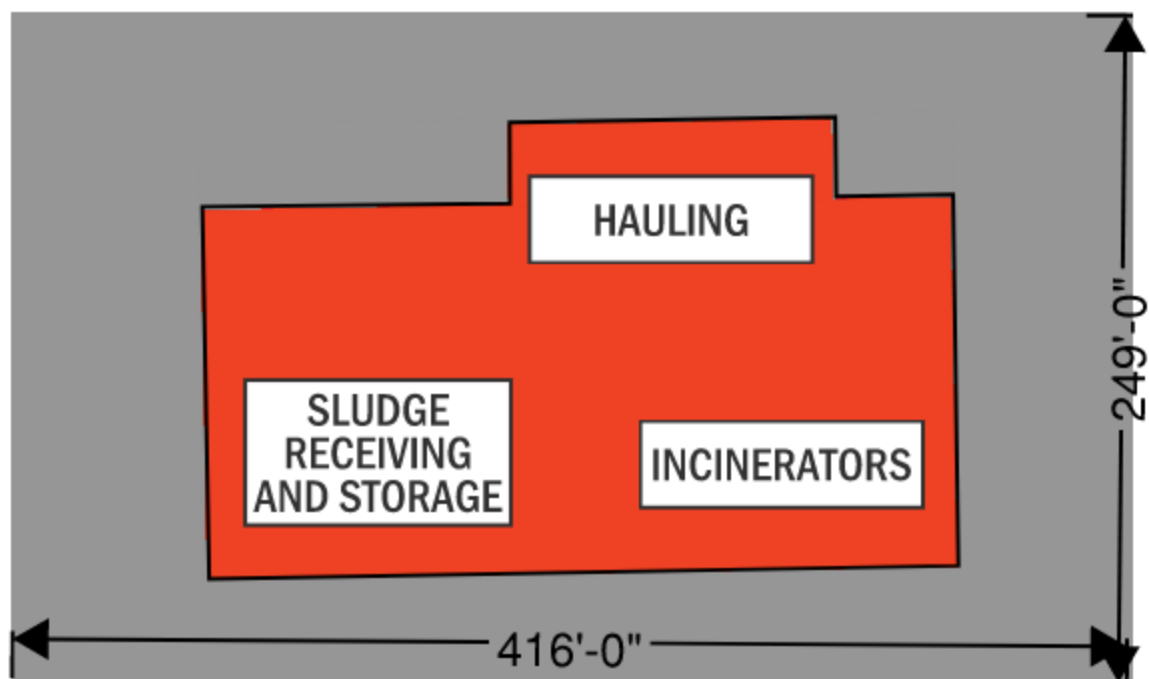 HAULING
249'-0"
SLUDGE
RECEIVING
AND STORAGE
INCINERATORS
416'-0"